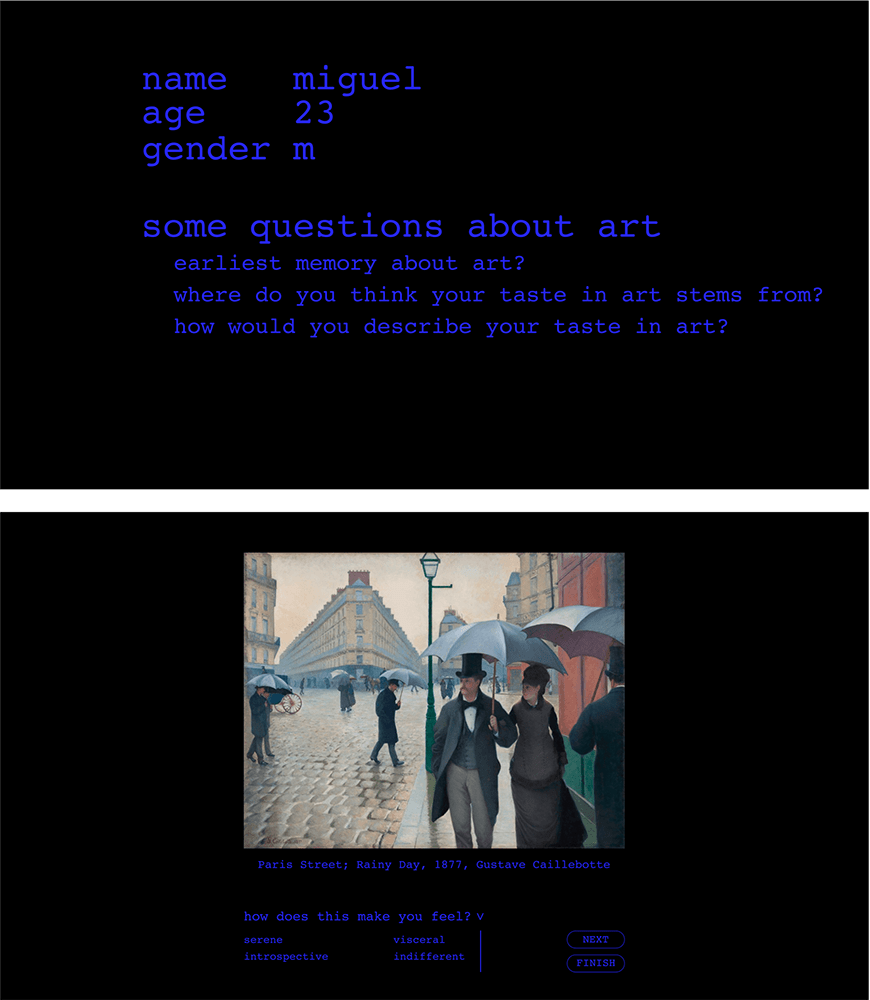 name miguel
age 23
gender m
some questions about art
earliest memory about art?
where do you think your taste in art stems from?
how would you describe your taste in art?
Paris Street; Rainy Day, 1877, Gustave Caillebotte
how does this make you feel? v
serene visceral NEXT
introspective indifferent FINISH